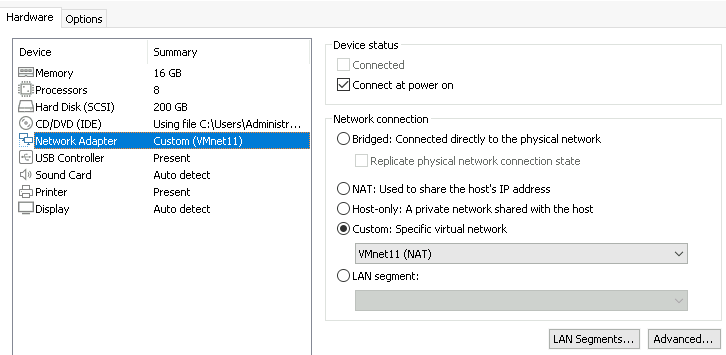 Hardware
Options
Device Summary
Memory 16 GB
Processors 8
Hard Disk (SCSI) 200 GB
CD/DVD (IDE) Using file C:\Users\Administr...
Network Adapter Custom (VMnet11)
USB Controller Present
Sound Card Auto detect
Printer Present
Display Auto detect
Device status
Connected
Connect at power on
Network connection
Bridged: Connected directly to the physical network
Replicate physical network connection state
NAT: Used to share the host's IP address
Host-only: A private network shared with the host
Custom: Specific virtual network
VMnet11 (NAT)
LAN segment:
LAN Segments... Advanced...